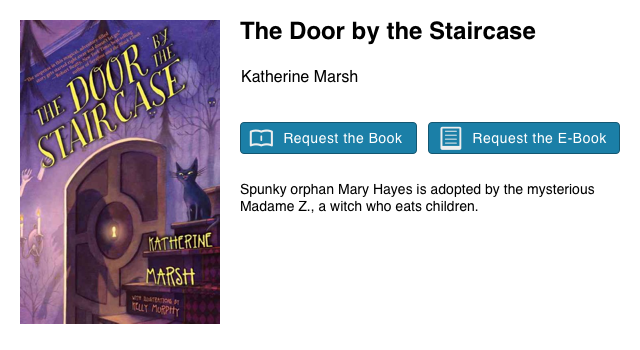 The Door by the Staircase
Katherine Marsh
Request the Book
Request the E-Book
Spunky orphan Mary Hayes is adopted by the mysterious
Madame Z., a witch who eats children.
THE DOOR BY THE
STAIRCASE
KATHERINE
MARSH
WITH ILLUSTRATIONS BY
KELLY MURPHY